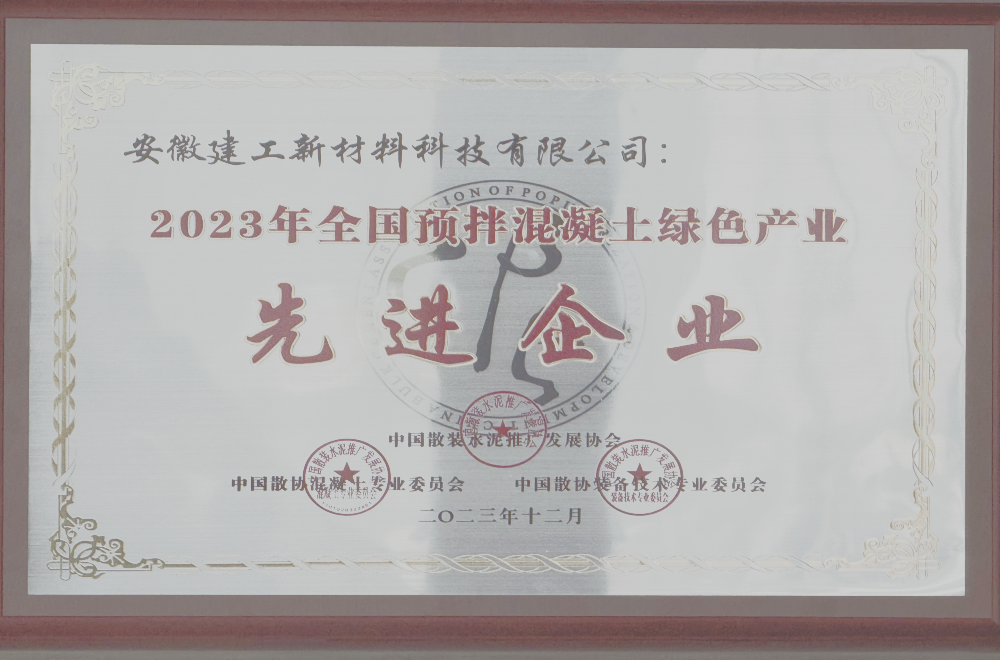 安徽建工新材料科技有限公司：
2023年全国预拌混凝土绿色产业
先进企业
中国散装水泥推广发展协会
中国散协混凝土专业委员会 中国散协装备技术专业委员会
二〇二三年十二月